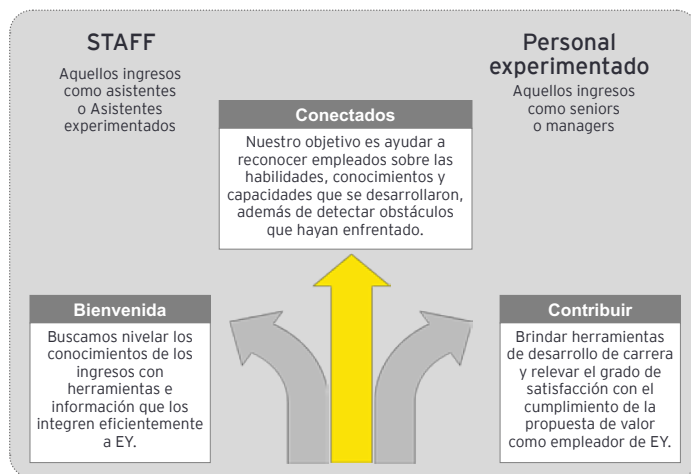 STAFF
Aquellos ingresos
como asistentes
o Asistentes
experimentados
Personal
experimentado
Aquellos ingresos
como seniors
o managers
Conectados
Nuestro objetivo es ayudar a
reconocer empleados sobre las
habilidades, conocimientos y
capacidades que se desarrollaron,
además de detectar obstáculos
que hayan enfrentado.
Bienvenida
Buscamos nivelar los
conocimientos de los
ingresos con
herramientas e
información que los
integren eficientemente
a EY.
Contribuir
Brindar herramientas
de desarrollo de carrera
y relevar el grado de
satisfacción con el
cumplimiento de la
propuesta de valor
como empleador de EY.